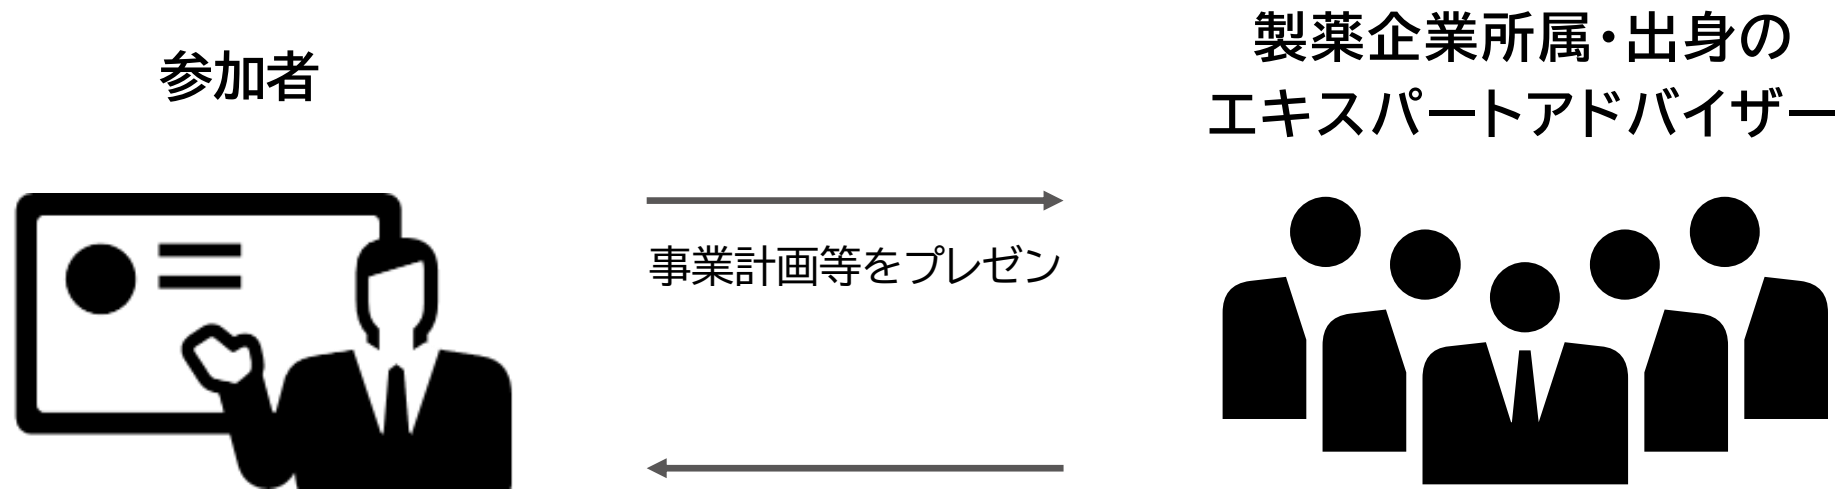 参加者
製薬企業所属・出身の
エキスパートアドバイザー
事業計画等をプレゼン